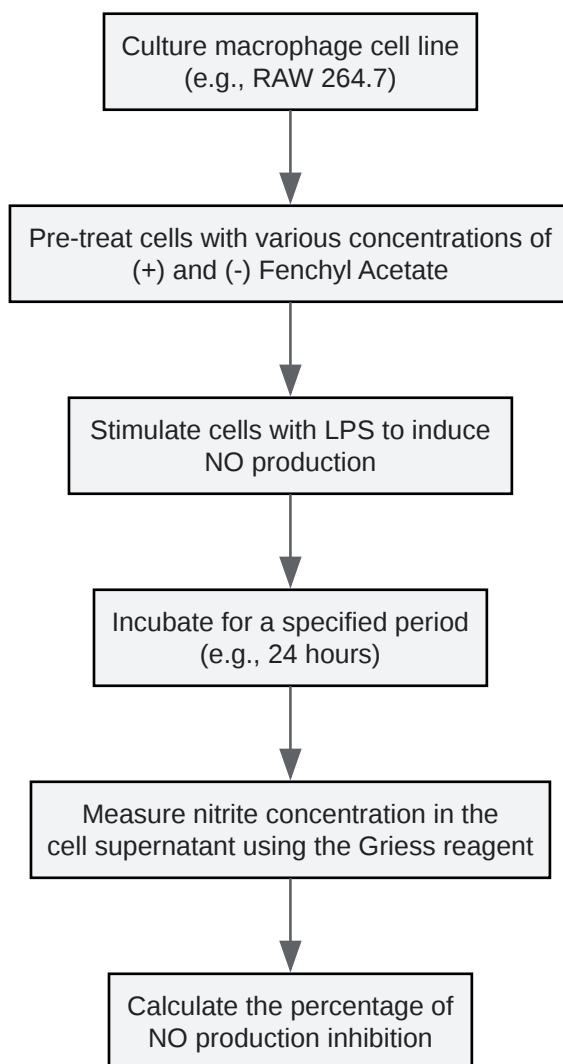 Culture macrophage cell line
(e.g., RAW 264.7)
Pre-treat cells with various concentrations of
(+) and (-) Fenchyl Acetate
Stimulate cells with LPS to induce
NO production
Incubate for a specified period
(e.g., 24 hours)
Measure nitrite concentration in the
cell supernatant using the Griess reagent
Calculate the percentage of
NO production inhibition